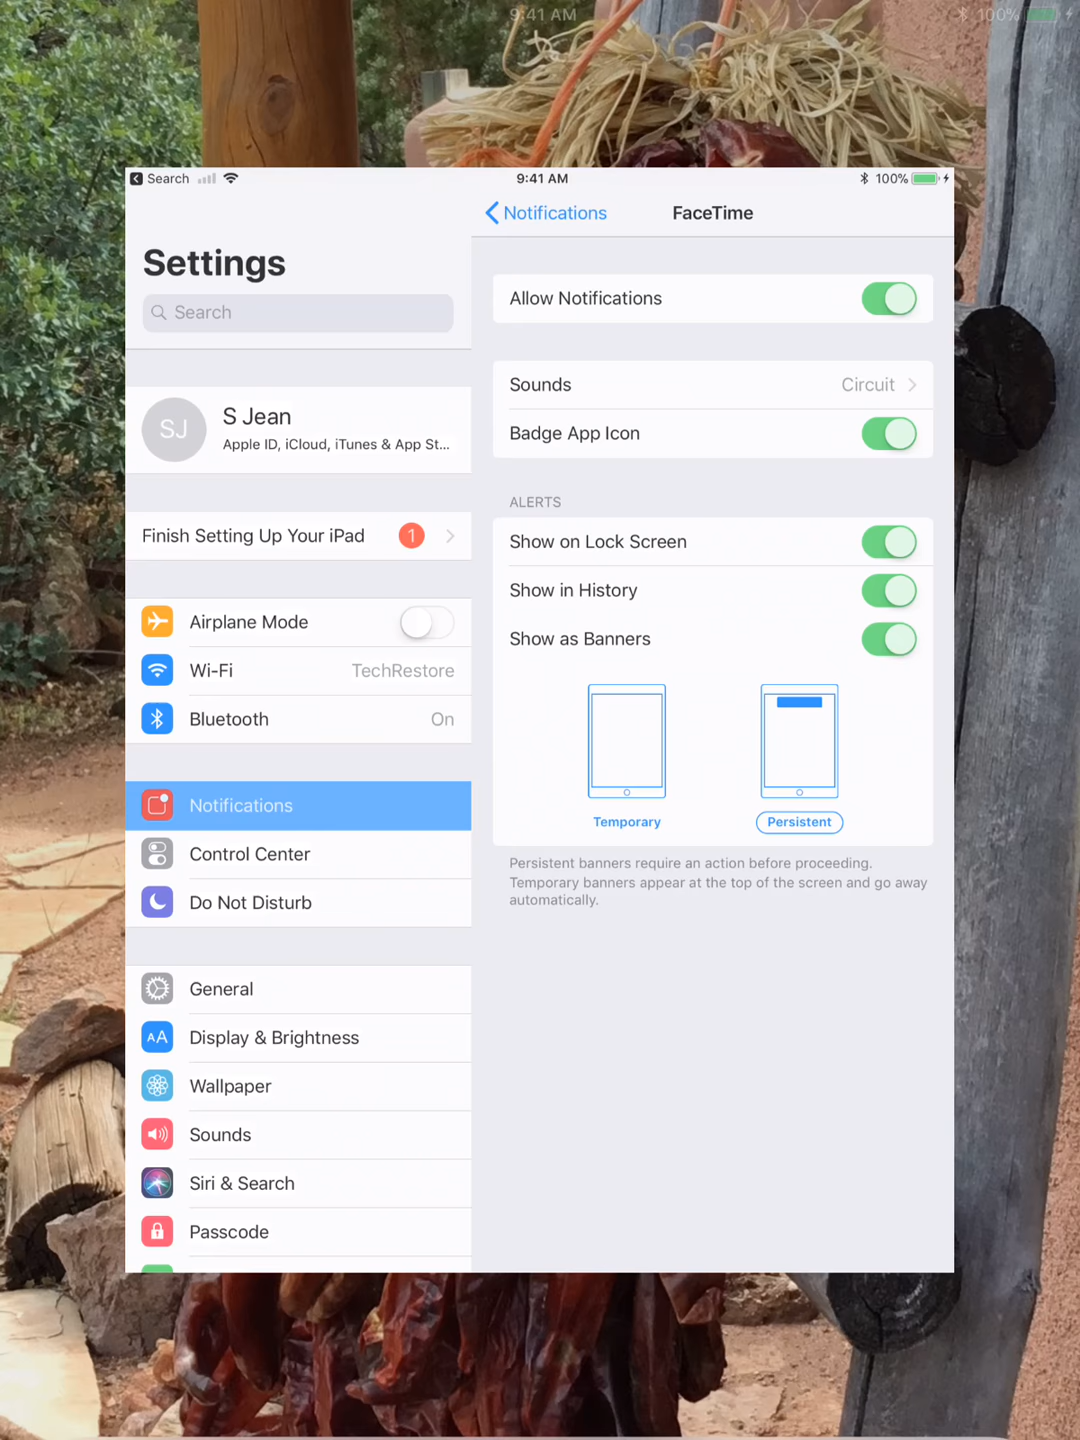 9:41 AM 100%
Search 9:41 AM 100%
Notifications FaceTime
Settings
Search
SJ
S Jean
Apple ID, iCloud, iTunes & App St...
Finish Setting Up Your iPad 1
Airplane Mode
Wi-Fi TechRestore
Bluetooth On
Notifications
Control Center
Do Not Disturb
General
AA Display & Brightness
Wallpaper
Sounds
Siri & Search
Passcode
Allow Notifications
Sounds Circuit
Badge App Icon
ALERTS
Show on Lock Screen
Show in History
Show as Banners
Temporary Persistent
Persistent banners require an action before proceeding.
Temporary banners appear at the top of the screen and go away
automatically.